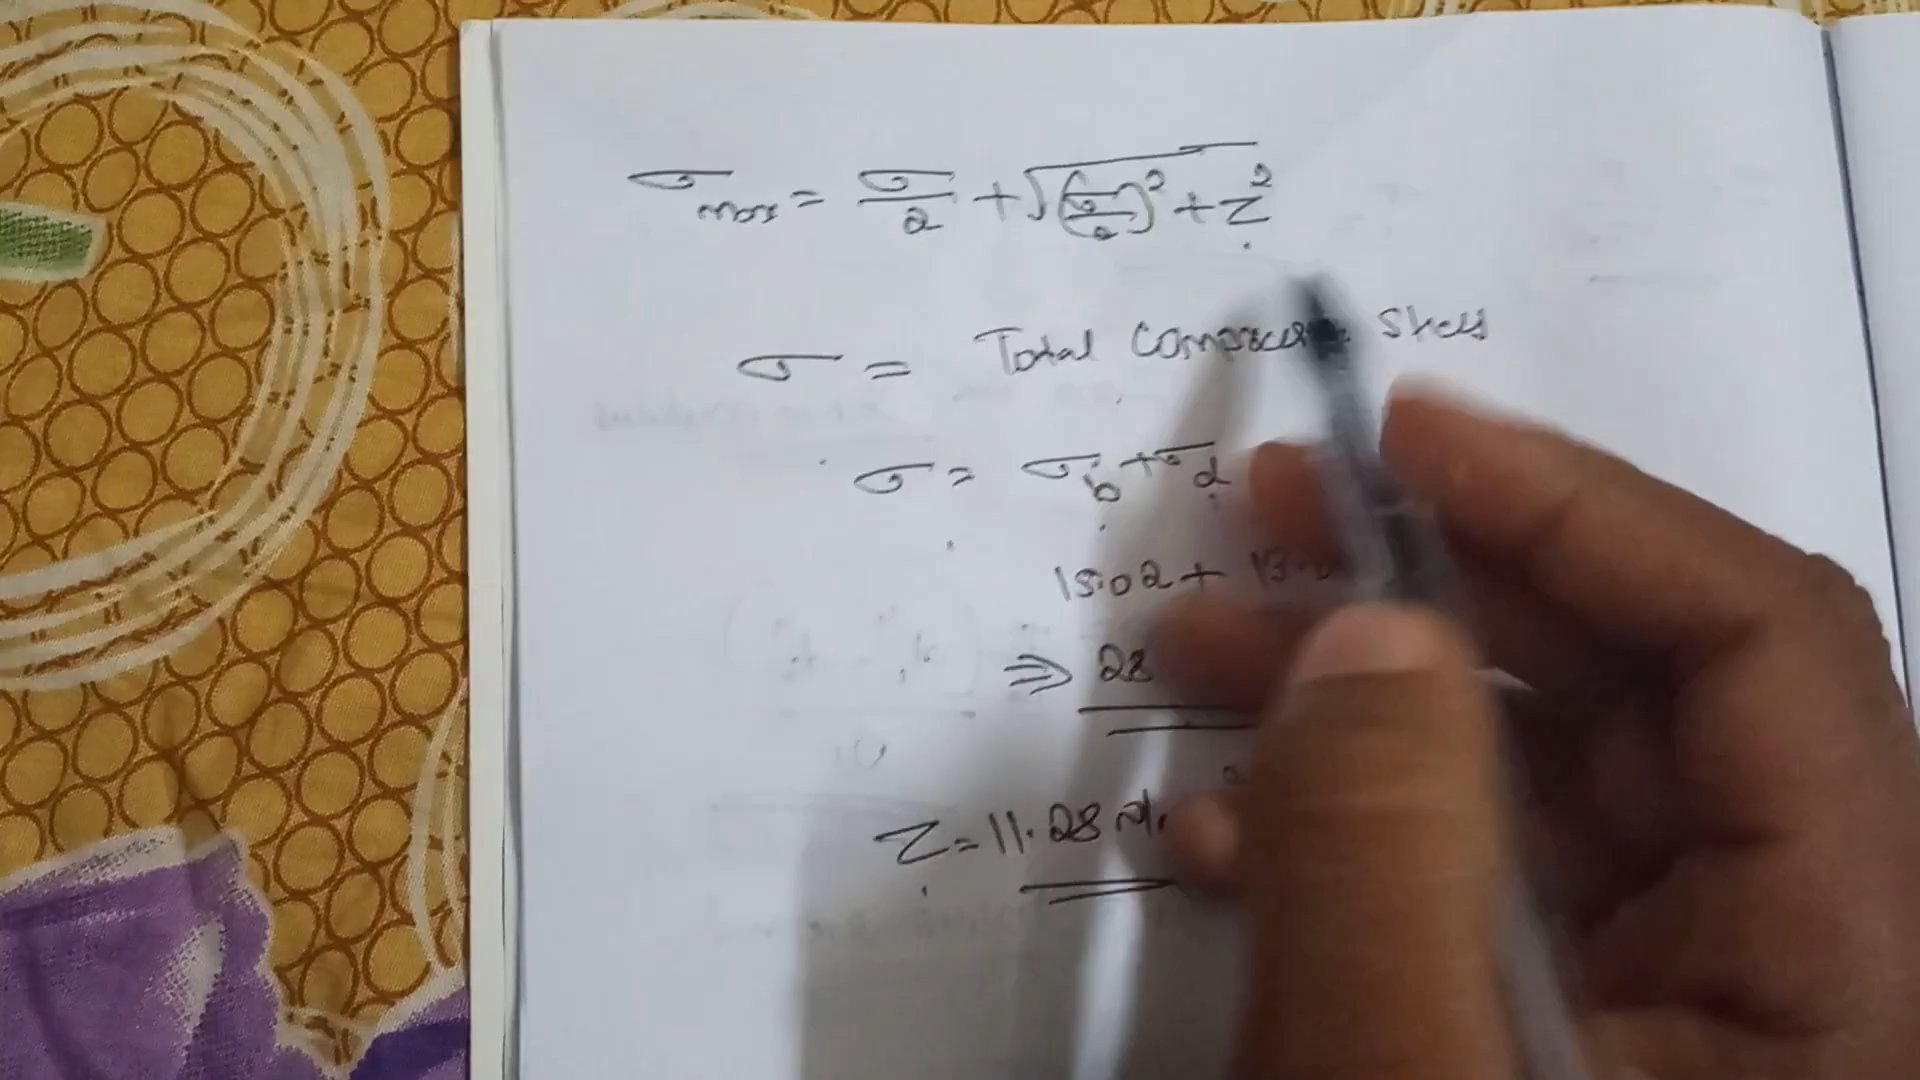 σmax = σ/2 + √(σ/2)² + τ²
σ = Total Compressive Stress
σ = σb + σd
15.02 + 13.
⇒ 28
τ = 11.28 N/